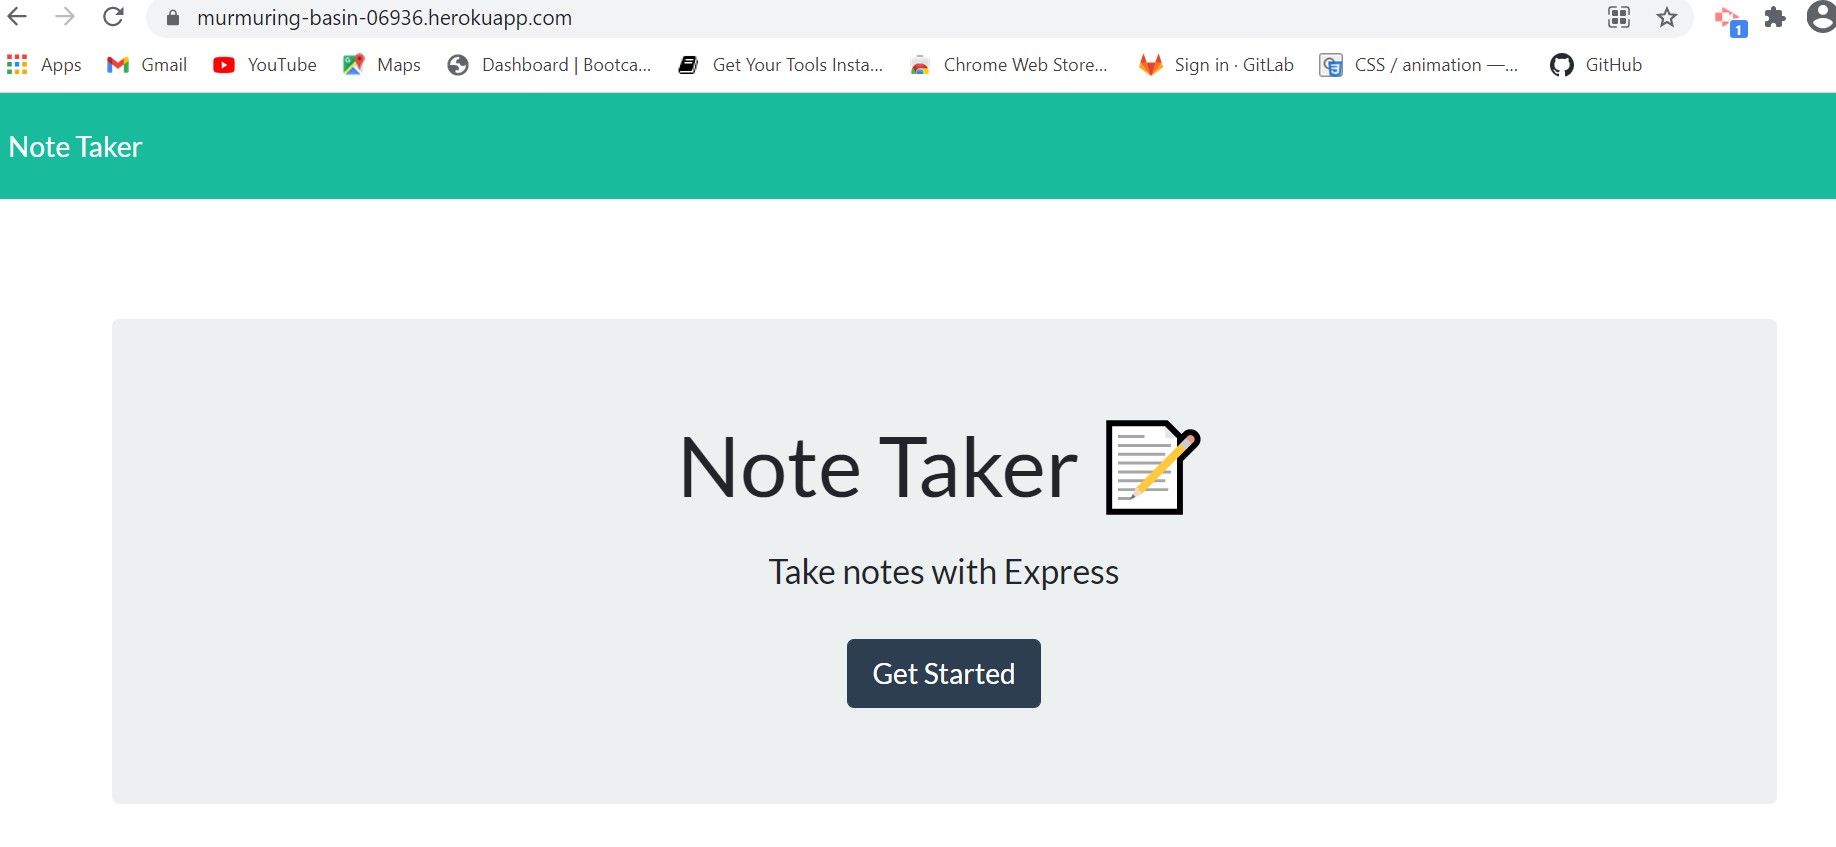 murmuring-basin-06936.herokuapp.com
1
Apps Gmail YouTube Maps Dashboard | Bootca... Get Your Tools Insta... Chrome Web Store... Sign in · GitLab CSS / animation —... GitHub
Note Taker
Note Taker
Take notes with Express
Get Started